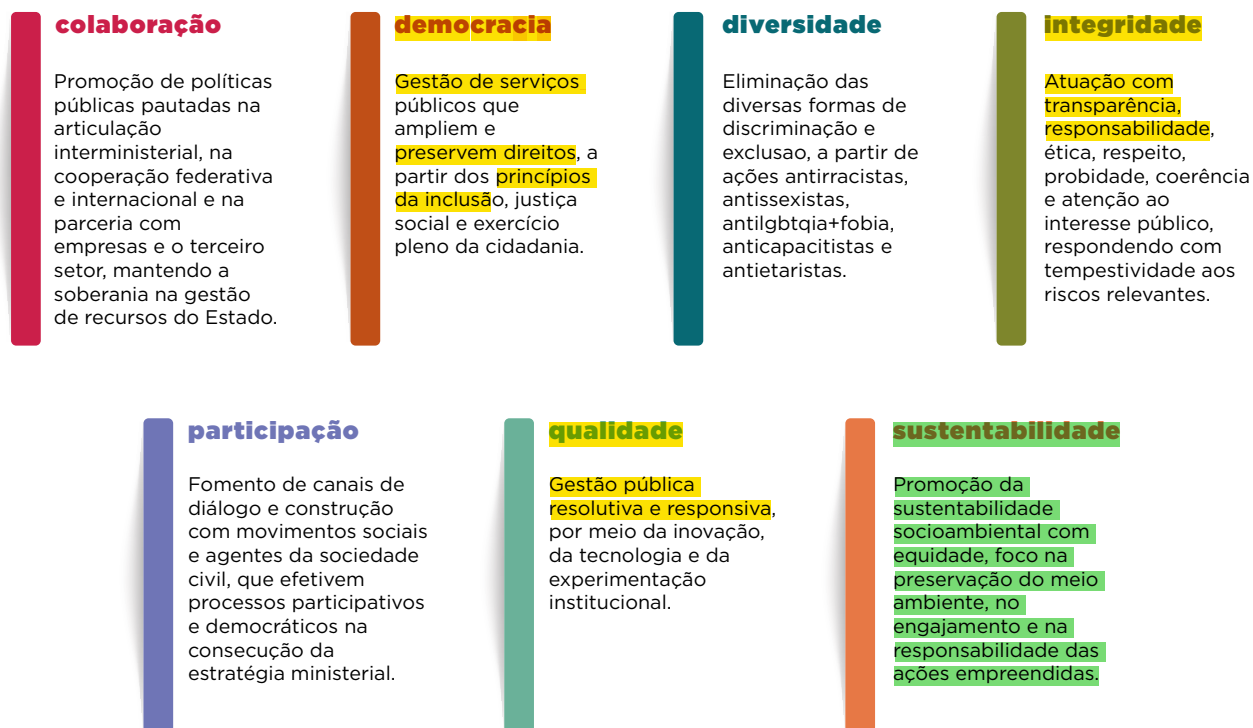 colaboração
Promoção de políticas
públicas pautadas na
articulação
interministerial, na
cooperação federativa
e internacional e na
parceria com
empresas e o terceiro
setor, mantendo a
soberania na gestão
de recursos do Estado.
democracia
Gestão de serviços
públicos que
ampliem e
preservem direitos, a
partir dos princípios
da inclusão, justiça
social e exercício
pleno da cidadania.
diversidade
Eliminação das
diversas formas de
discriminação e
exclusao, a partir de
ações antirracistas,
antissexistas,
antilgbtqia+fobia,
anticapacitistas e
antietaristas.
integridade
Atuação com
transparência,
responsabilidade,
ética, respeito,
probidade, coerência
e atenção ao
interesse público,
respondendo com
tempestividade aos
riscos relevantes.
participação
Fomento de canais de
diálogo e construção
com movimentos sociais
e agentes da sociedade
civil, que efetivem
processos participativos
e democráticos na
consecução da
estratégia ministerial.
qualidade
Gestão pública
resolutiva e responsiva,
por meio da inovação,
da tecnologia e da
experimentação
institucional.
sustentabilidade
Promoção da
sustentabilidade
socioambiental com
equidade, foco na
preservação do meio
ambiente, no
engajamento e na
responsabilidade das
ações empreendidas.